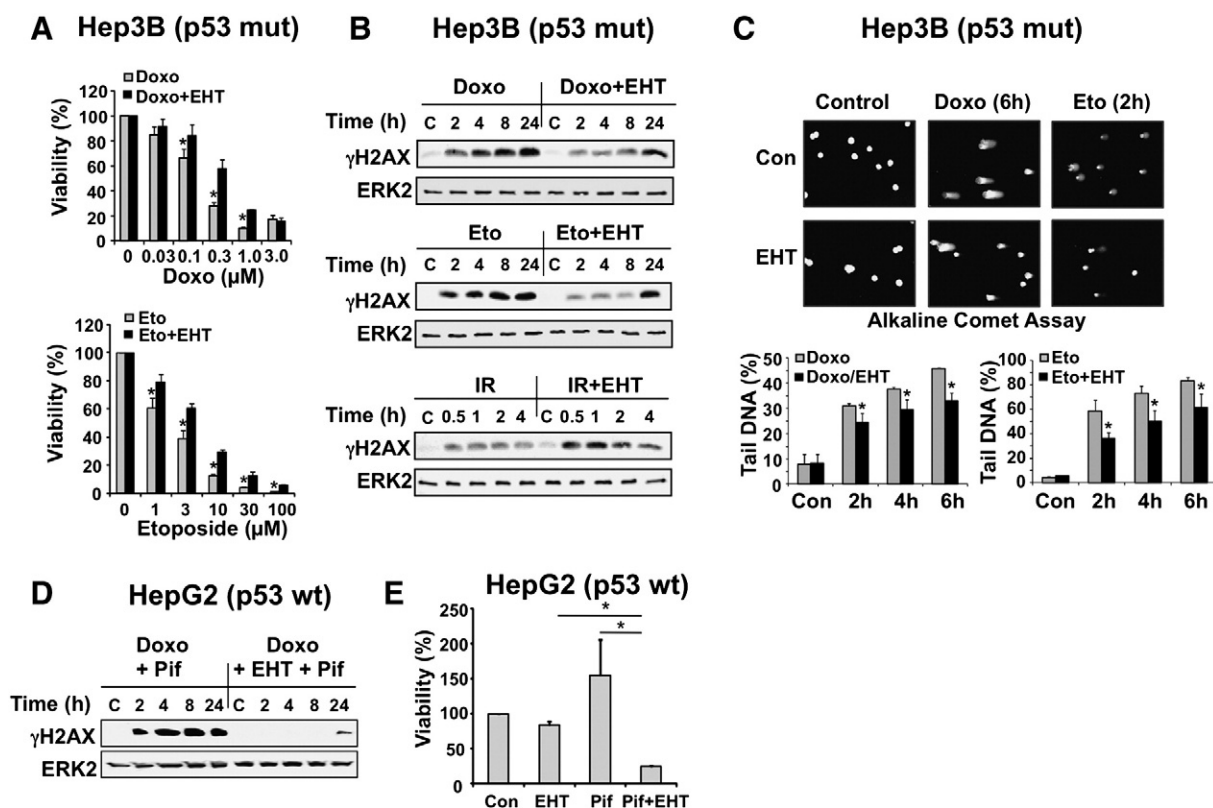 A Hep3B (p53 mut)
Doxo
Doxo+EHT
Viability (%)
120
100
80
60
40
20
0
*
*
*
0 0.03 0.1 0.3 1.0 3.0
Doxo (µM)
Eto
Eto+EHT
Viability (%)
120
100
80
60
40
20
0
*
*
*
*
*
0 1 3 10 30 100
Etoposide (µM)
B Hep3B (p53 mut)
Doxo Doxo+EHT
Time (h) C 2 4 8 24 C 2 4 8 24
γH2AX
ERK2
Eto Eto+EHT
Time (h) C 2 4 8 24 C 2 4 8 24
γH2AX
ERK2
IR IR+EHT
Time (h) C 0.5 1 2 4 C 0.5 1 2 4
γH2AX
ERK2
C Hep3B (p53 mut)
Control Doxo (6h) Eto (2h)
Con
EHT
Alkaline Comet Assay
Doxo
Doxo/EHT
Tail DNA (%)
50
40
30
20
10
0
* * *
Con 2h 4h 6h
Eto
Eto+EHT
Tail DNA (%)
100
80
60
40
20
0
* * *
Con 2h 4h 6h
D HepG2 (p53 wt)
Doxo Doxo
+ Pif + EHT + Pif
Time (h) C 2 4 8 24 C 2 4 8 24
γH2AX
ERK2
E HepG2 (p53 wt)
Viability (%)
250
200
150
100
50
0
*
*
Con EHT Pif Pif+EHT